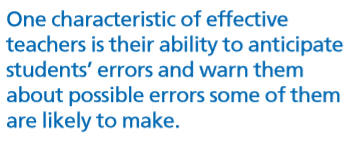 One characteristic of effective
teachers is their ability to anticipate
students’ errors and warn them
about possible errors some of them
are likely to make.